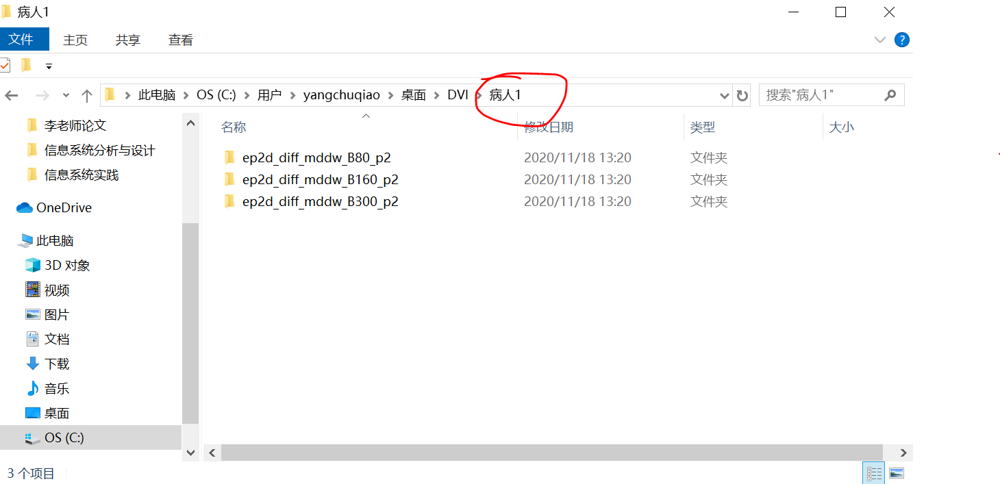 病人1
文件 主页 共享 查看
此电脑 OS (C:) 用户 yangchuqiao 桌面 DVI 病人1 搜索"病人1"
名称 修改日期 类型 大小
李老师论文
信息系统分析与设计
信息系统实践
OneDrive
此电脑
3D 对象
视频
图片
文档
下载
音乐
桌面
OS (C:)
ep2d_diff_mddw_B80_p2 2020/11/18 13:20 文件夹
ep2d_diff_mddw_B160_p2 2020/11/18 13:20 文件夹
ep2d_diff_mddw_B300_p2 2020/11/18 13:20 文件夹
3 个项目